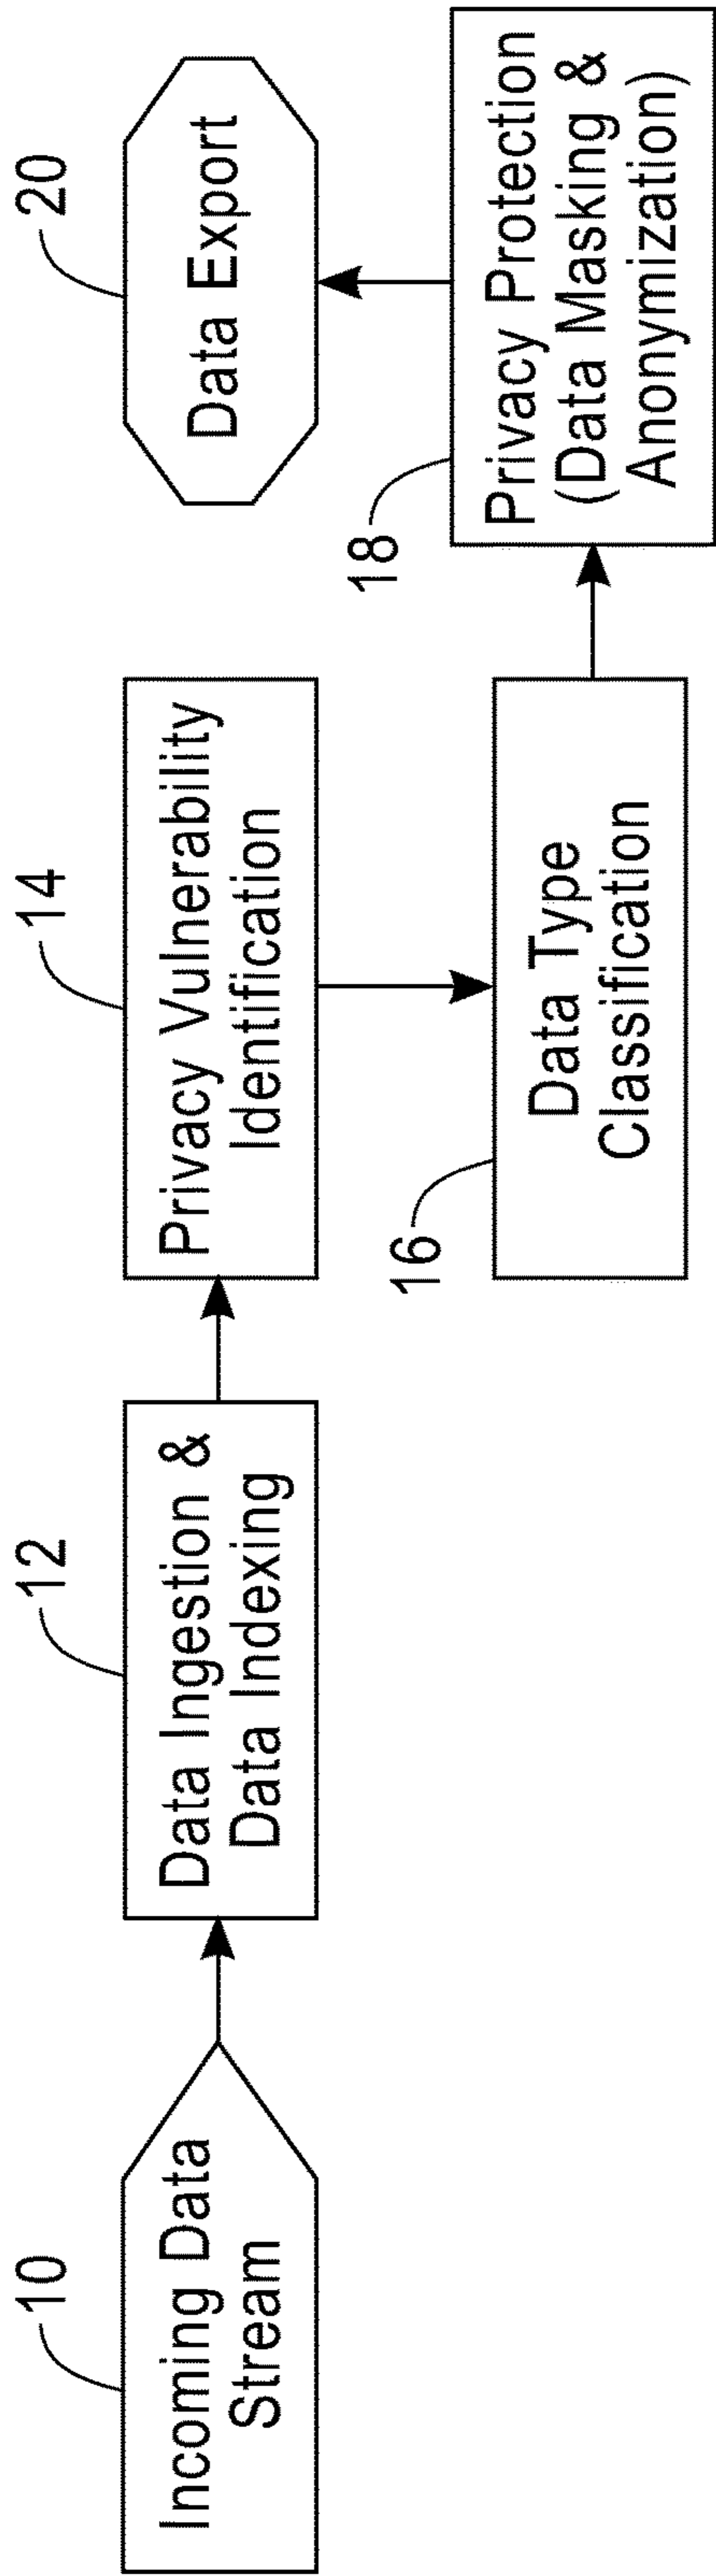 10
Incoming Data
Stream
12
Data Ingestion &
Data Indexing
14
Privacy Vulnerability
Identification
16
Data Type
Classification
18
Privacy Protection
(Data Masking &
Anonymization)
20
Data Export